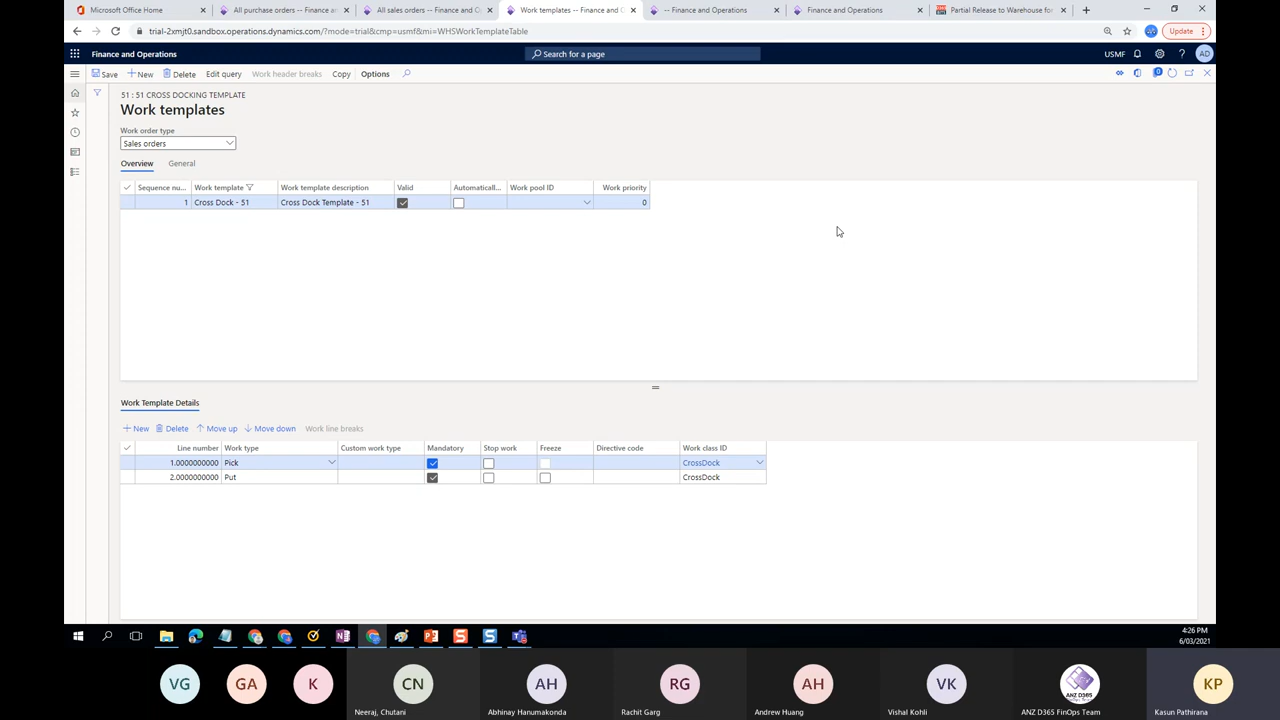 Microsoft Office Home
All purchase orders -- Finance a
All sales orders -- Finance and O
Work templates -- Finance and O
-- Finance and Operations
Finance and Operations
Partial Release to Warehouse fo
trial-2xmjt0.sandbox.operations.dynamics.com/?mode=trial&cmp=usmf&mi=WHSWorkTemplateTable
Update
Finance and Operations
Search for a page
USMF
?
AD
Save
New
Delete
Edit query
Work header breaks
Copy
Options
0
51 : 51 CROSS DOCKING TEMPLATE
Work templates
Work order type
Sales orders
Overview
General
Sequence nu...
Work template
Work template description
Valid
Automaticall...
Work pool ID
Work priority
1
Cross Dock - 51
Cross Dock Template - 51
0
Work Template Details
New
Delete
Move up
Move down
Work line breaks
Line number
Work type
Custom work type
Mandatory
Stop work
Freeze
Directive code
Work class ID
1.0000000000
Pick
CrossDock
2.0000000000
Put
CrossDock
4:26 PM
6/03/2021
VG
GA
K
CN
AH
RG
AH
VK
ANZ D365
KP
Neeraj, Chutani
Abhinay Hanumakonda
Rachit Garg
Andrew Huang
Vishal Kohli
ANZ D365 FinOps Team
Kasun Pathirana